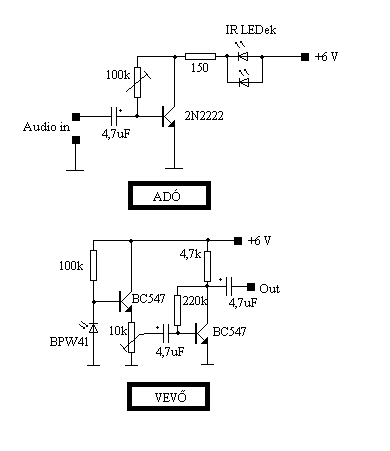 IR LEDek
+6 V
100k
150
2N2222
Audio in
4,7uF
ADÓ
+6 V
4,7k
100k
BC547
220k
Out
4,7uF
10k
BC547
BPW41
4,7uF
VEVŐ